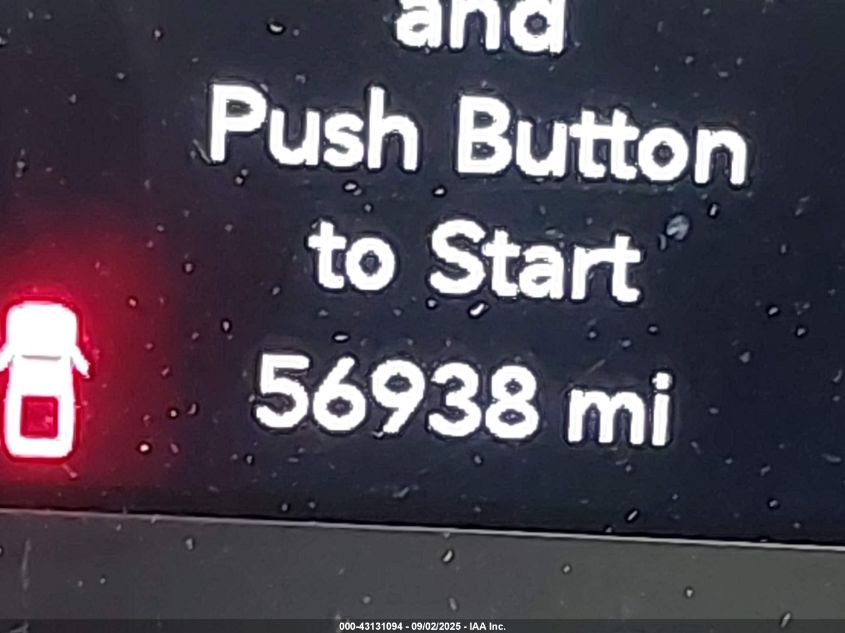 and
Push Button
to Start
56938 mi
000-43131094 - 09/02/2025 - IAA Inc.